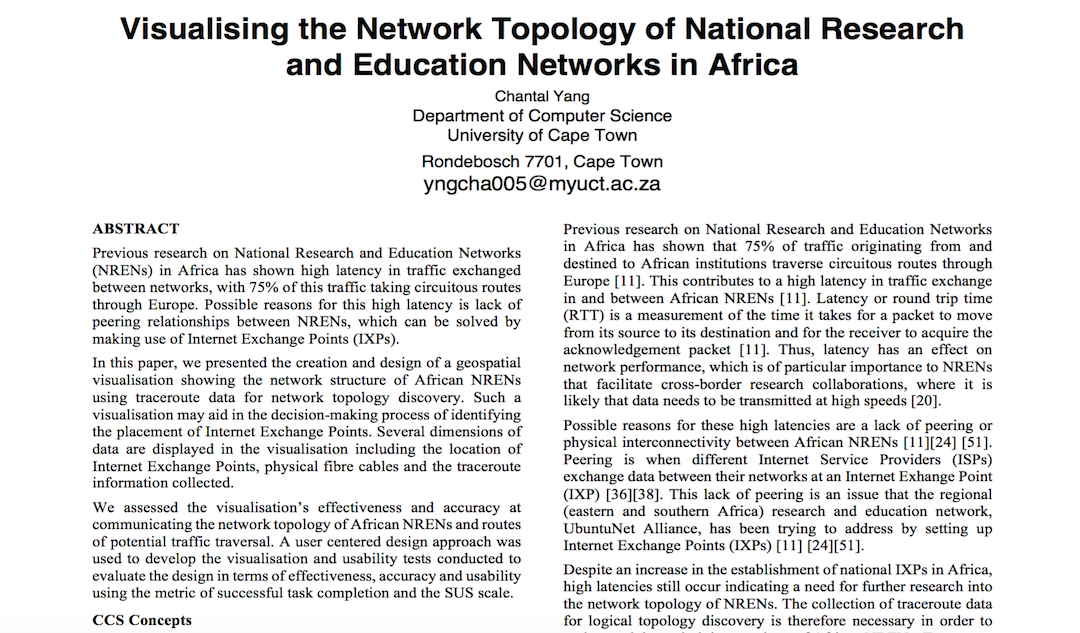 Visualising the Network Topology of National Research
and Education Networks in Africa
Chantal Yang
Department of Computer Science
University of Cape Town
Rondebosch 7701, Cape Town
yngcha005@myuct.ac.za
ABSTRACT
Previous research on National Research and Education Networks
(NRENs) in Africa has shown high latency in traffic exchanged
between networks, with 75% of this traffic taking circuitous routes
through Europe. Possible reasons for this high latency is lack of
peering relationships between NRENs, which can be solved by
making use of Internet Exchange Points (IXPs).
In this paper, we presented the creation and design of a geospatial
visualisation showing the network structure of African NRENs
using traceroute data for network topology discovery. Such a
visualisation may aid in the decision-making process of identifying
the placement of Internet Exchange Points. Several dimensions of
data are displayed in the visualisation including the location of
Internet Exchange Points, physical fibre cables and the traceroute
information collected.
We assessed the visualisation's effectiveness and accuracy at
communicating the network topology of African NRENs and routes
of potential traffic traversal. A user centered design approach was
used to develop the visualisation and usability tests conducted to
evaluate the design in terms of effectiveness, accuracy and usability
using the metric of successful task completion and the SUS scale.
CCS Concepts
Previous research on National Research and Education Networks
in Africa has shown that 75% of traffic originating from and
destined to African institutions traverse circuitous routes through
Europe [11]. This contributes to a high latency in traffic exchange
in and between African NRENs [11]. Latency or round trip time
(RTT) is a measurement of the time it takes for a packet to move
from its source to its destination and for the receiver to acquire the
acknowledgement packet [11]. Thus, latency has an effect on
network performance, which is of particular importance to NRENs
that facilitate cross-border research collaborations, where it is
likely that data needs to be transmitted at high speeds [20].
Possible reasons for these high latencies are a lack of peering or
physical interconnectivity between African NRENs [11][24] [51].
Peering is when different Internet Service Providers (ISPs)
exchange data between their networks at an Internet Exhange Point
(IXP) [36][38]. This lack of peering is an issue that the regional
(eastern and southern Africa) research and education network,
UbuntuNet Alliance, has been trying to address by setting up
Internet Exchange Points (IXPs) [11] [24][51].
Despite an increase in the establishment of national IXPs in Africa,
high latencies still occur indicating a need for further research into
the network topology of NRENs. The collection of traceroute data
for logical topology discovery is therefore necessary in order to